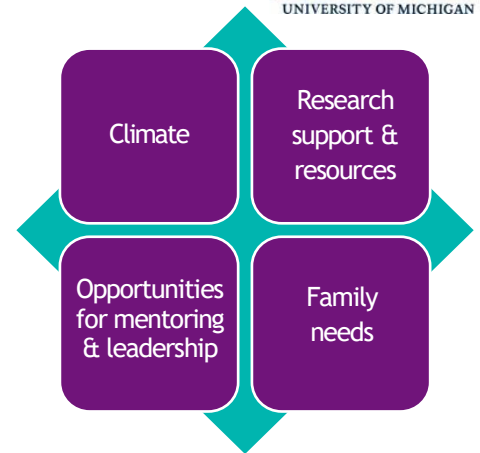 UNIVERSITY OF MICHIGAN
Climate
Research
support &
resources
Opportunities
for mentoring
& leadership
Family
needs